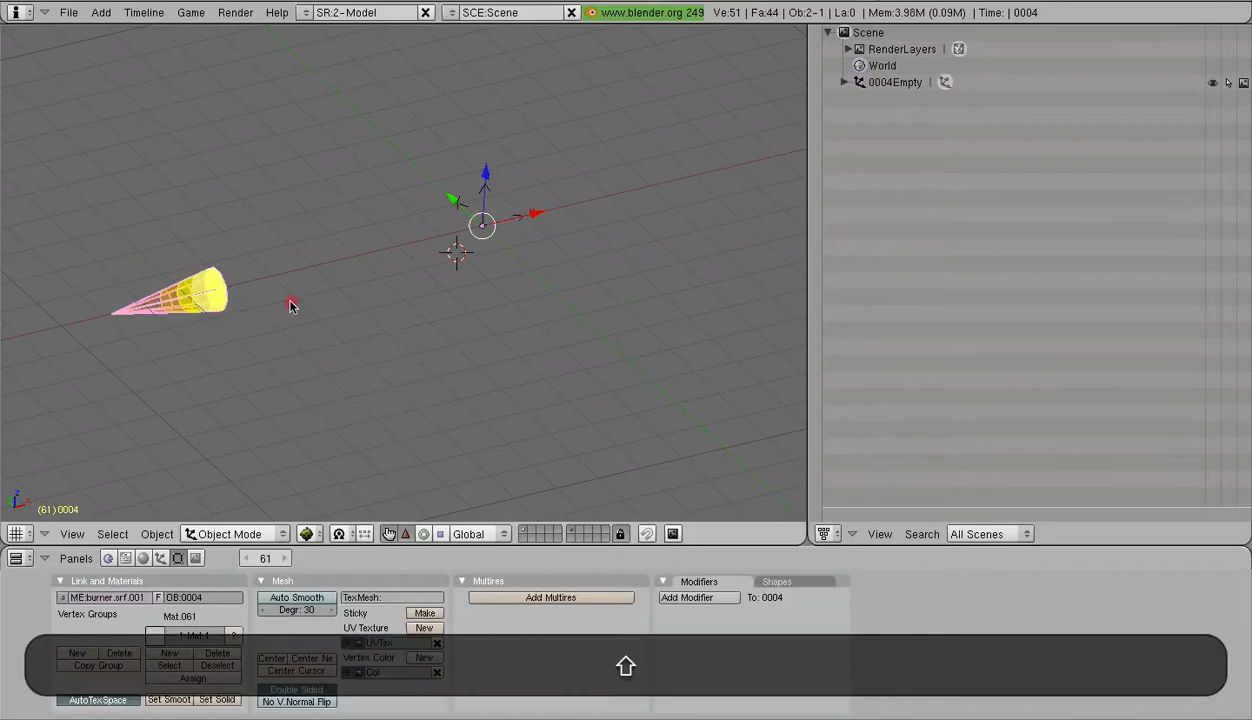 File Add Timeline Game Render Help SR:2-Model SCE:Scene www.blender.org 249 Ve:51 | Fa:44 | Ob:2-1 | La:0 | Mem:3.98M (0.09M) | Time: | 0004
Scene
RenderLayers |
World
0004Empty |
(61) 0004
View Select Object Object Mode Global
View Search All Scenes
Panels 61
Link and Materials
Mesh
Multires
Modifiers
Shapes
ME:burner.srf.001 F OB:0004
Auto Smooth
TexMesh:
Add Multires
Add Modifier
To: 0004
Vertex Groups
Mat.061
Degr: 30
Sticky
Make
UV Texture
New
1 Mat 1 ?
UVTex
New Delete
New Delete
Center Center Ne
Vertex Color
New
Copy Group
Select Deselect
Center Cursor
Col
Assign
Double Sided
AutoTexSpace
Set Smoot Set Solid
No V.Normal Flip